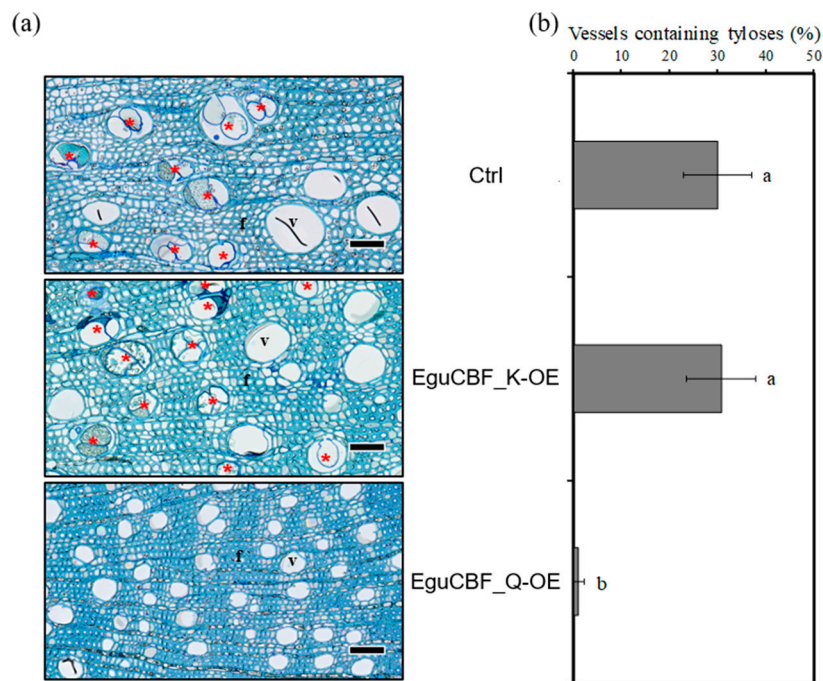 (a)
(b)
Vessels containing tyloses (%)
0 10 20 30 40 50
Ctrl
a
f
v
EguCBF_K-OE
a
v
f
EguCBF_Q-OE
b
f
v